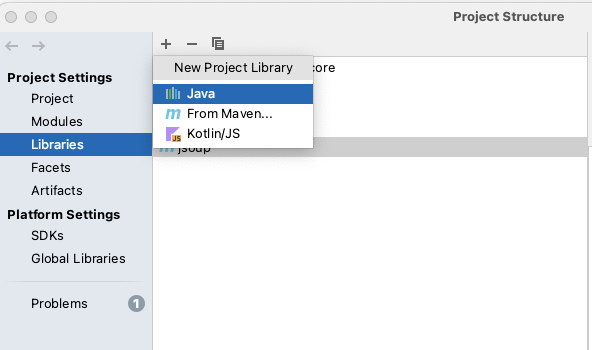 Project Structure
Project Settings
Project
Modules
Libraries
Facets
Artifacts
Platform Settings
SDKs
Global Libraries
Problems
1
New Project Library
Java
From Maven...
Kotlin/JS
core
jsoup